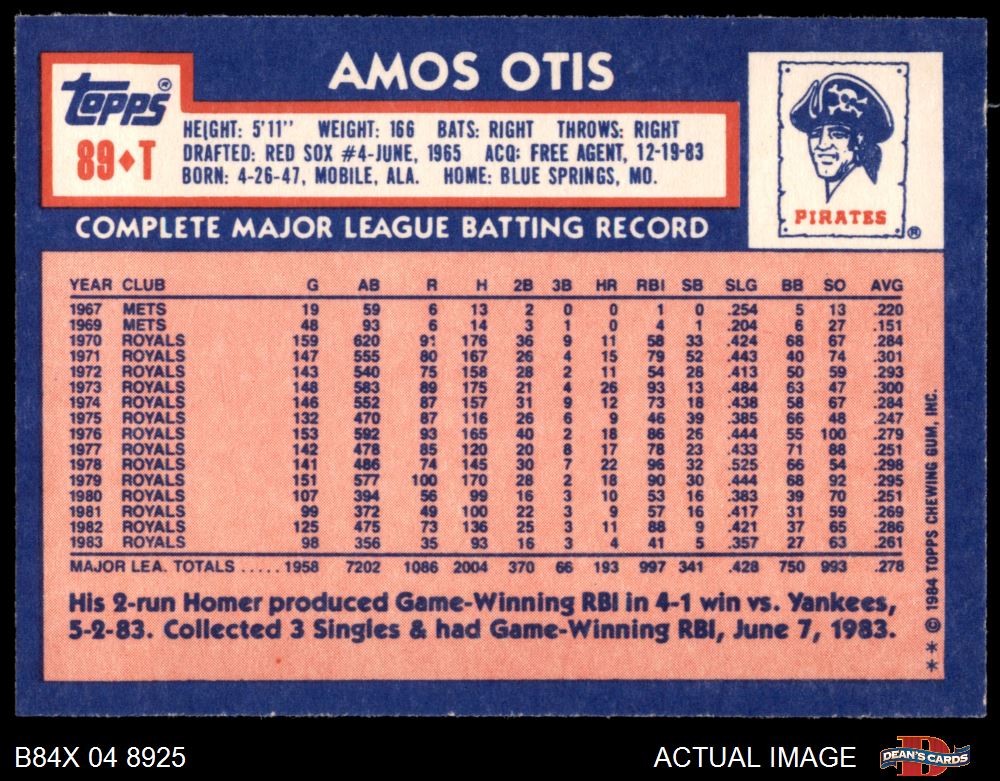 AMOS OTIS
Topps®
89♦T
HEIGHT: 5'11" WEIGHT: 166 BATS: RIGHT THROWS: RIGHT
DRAFTED: RED SOX #4-JUNE, 1965 ACQ: FREE AGENT, 12-19-83
BORN: 4-26-47, MOBILE, ALA. HOME: BLUE SPRINGS, MO.
PIRATES ®
COMPLETE MAJOR LEAGUE BATTING RECORD
YEAR CLUB G AB R H 2B 3B HR RBI SB SLG BB SO AVG
1967 METS 19 59 6 13 2 0 0 1 0 .254 5 13 .220
1969 METS 48 93 6 14 3 1 0 4 1 .204 6 27 .151
1970 ROYALS 159 620 91 176 36 9 11 58 33 .424 68 67 .284
1971 ROYALS 147 555 80 167 26 4 15 79 52 .443 40 74 .301
1972 ROYALS 143 540 75 158 28 2 11 54 28 .413 50 59 .293
1973 ROYALS 148 583 89 175 21 4 26 93 13 .484 63 47 .300
1974 ROYALS 146 552 87 157 31 9 12 73 18 .438 58 67 .284
1975 ROYALS 132 470 87 116 26 6 9 46 39 .385 66 48 .247
1976 ROYALS 153 592 93 165 40 2 18 86 26 .444 55 100 .279
1977 ROYALS 142 478 85 120 20 8 17 78 23 .433 71 88 .251
1978 ROYALS 141 486 74 145 30 7 22 96 32 .525 66 54 .298
1979 ROYALS 151 577 100 170 28 2 18 90 30 .444 68 92 .295
1980 ROYALS 107 394 56 99 16 3 10 53 16 .383 39 70 .251
1981 ROYALS 99 372 49 100 22 3 9 57 16 .417 31 59 .269
1982 ROYALS 125 475 73 136 25 3 11 88 9 .421 37 65 .286
1983 ROYALS 98 356 35 93 16 3 4 41 5 .357 27 63 .261
MAJOR LEA. TOTALS ..... 1958 7202 1086 2004 370 66 193 997 341 .428 750 993 .278
His 2-run Homer produced Game-Winning RBI in 4-1 win vs. Yankees,
5-2-83. Collected 3 Singles & had Game-Winning RBI, June 7, 1983.
** © 1984 TOPPS CHEWING GUM, INC.
B84X 04 8925
ACTUAL IMAGE
DEAN'S CARDS